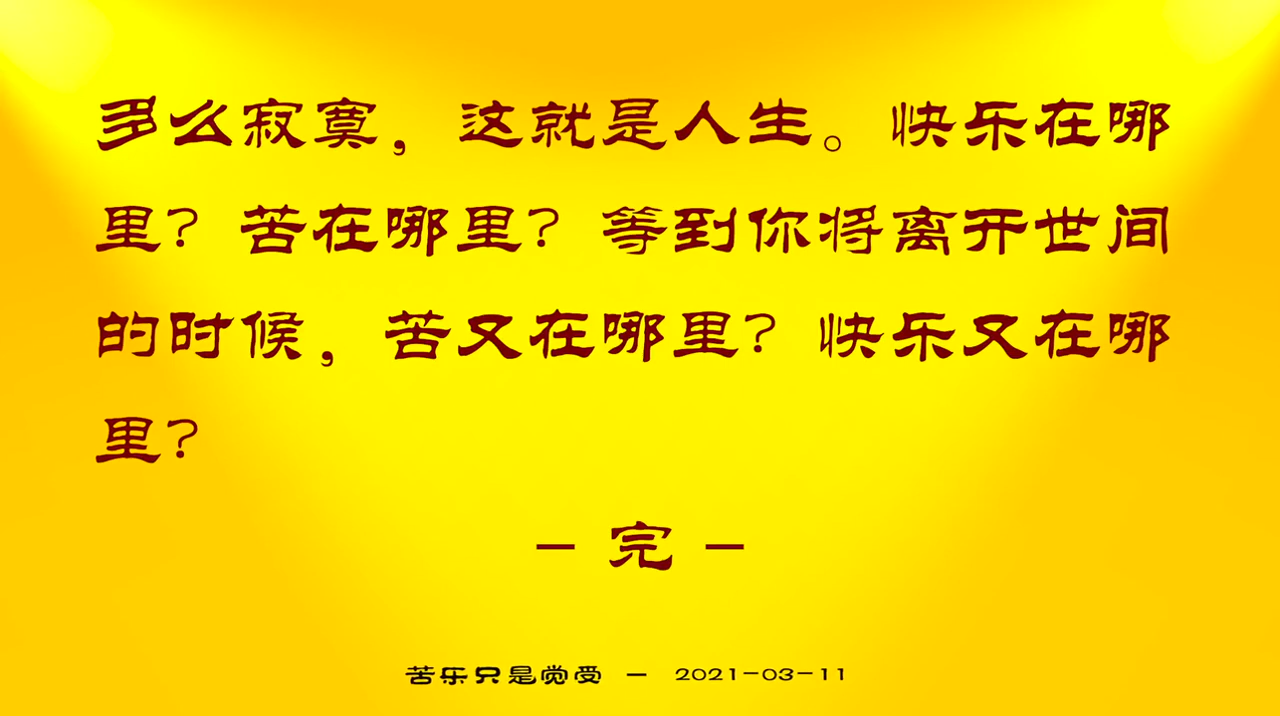 多么寂寞，这就是人生。快乐在哪
里？苦在哪里？等到你将离开世间
的时候，苦又在哪里？快乐又在哪
里？
－ 完 －
苦乐只是觉受 － 2021-03-11